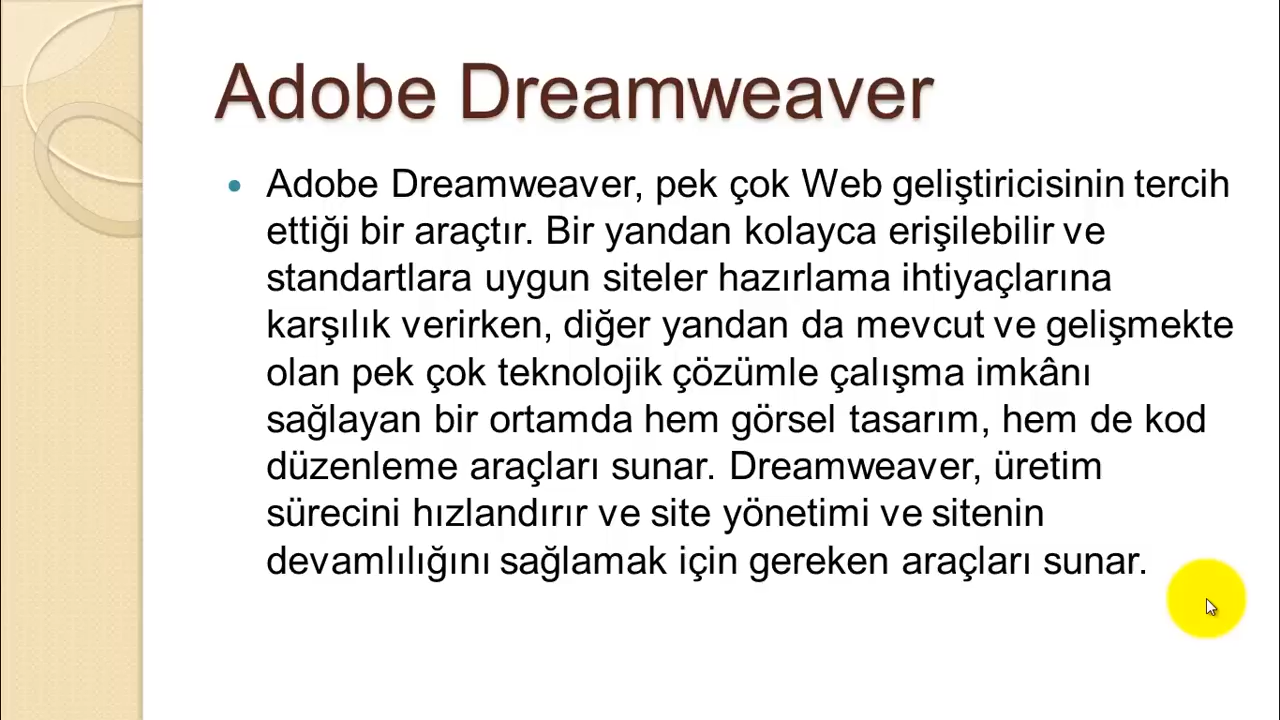 Adobe Dreamweaver
• Adobe Dreamweaver, pek çok Web geliştiricisinin tercih
ettiği bir araçtır. Bir yandan kolayca erişilebilir ve
standartlara uygun siteler hazırlama ihtiyaçlarına
karşılık verirken, diğer yandan da mevcut ve gelişmekte
olan pek çok teknolojik çözümle çalışma imkânı
sağlayan bir ortamda hem görsel tasarım, hem de kod
düzenleme araçları sunar. Dreamweaver, üretim
sürecini hızlandırır ve site yönetimi ve sitenin
devamlılığını sağlamak için gereken araçları sunar.